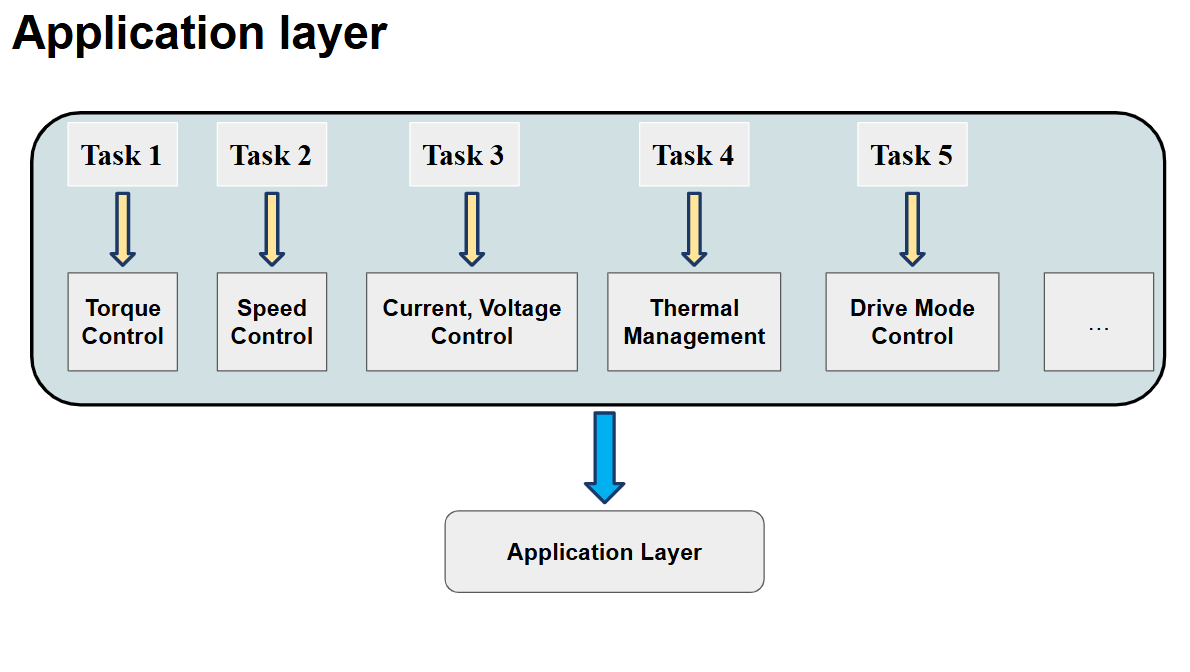 Application layer
Task 1
Task 2
Task 3
Task 4
Task 5
Torque
Control
Speed
Control
Current, Voltage
Control
Thermal
Management
Drive Mode
Control
...
Application Layer